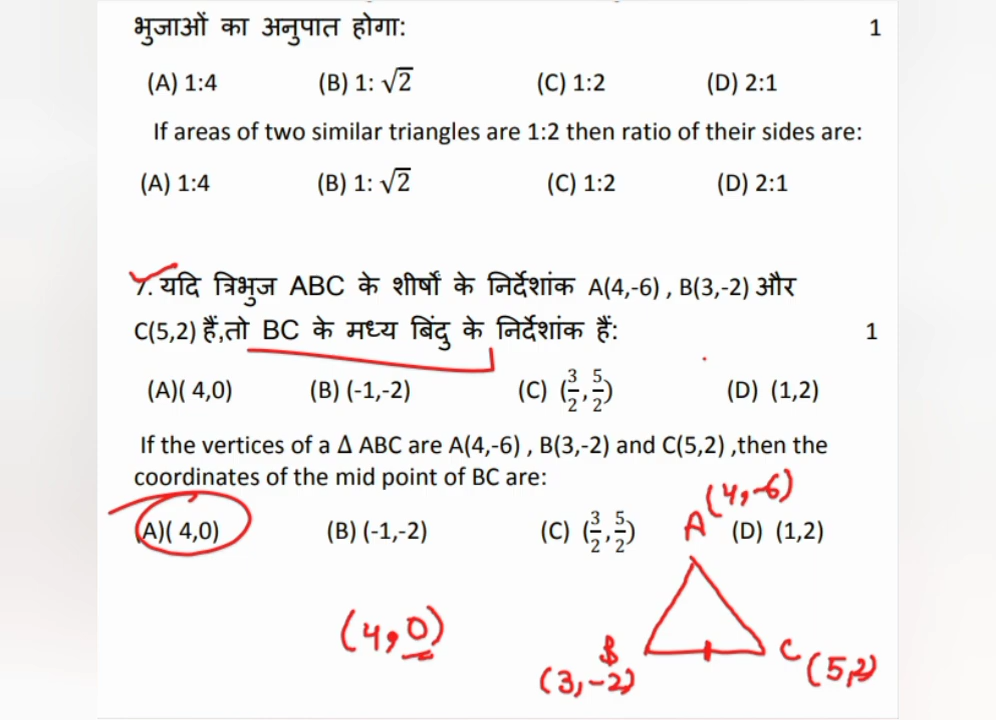 भुजाओं का अनुपात होगा: 1
(A) 1:4 (B) 1: √2 (C) 1:2 (D) 2:1
If areas of two similar triangles are 1:2 then ratio of their sides are:
(A) 1:4 (B) 1: √2 (C) 1:2 (D) 2:1
7. यदि त्रिभुज ABC के शीर्षों के निर्देशांक A(4,-6) , B(3,-2) और
C(5,2) हैं,तो BC के मध्य बिंदु के निर्देशांक हैं: 1
(A)( 4,0) (B) (-1,-2) (C) (3/2,5/2) (D) (1,2)
If the vertices of a Δ ABC are A(4,-6) , B(3,-2) and C(5,2) ,then the
coordinates of the mid point of BC are:
A (4,-6)
(A)( 4,0) (B) (-1,-2) (C) (3/2,5/2) (D) (1,2)
(4,0)
B C
(3,-2) (5,2)